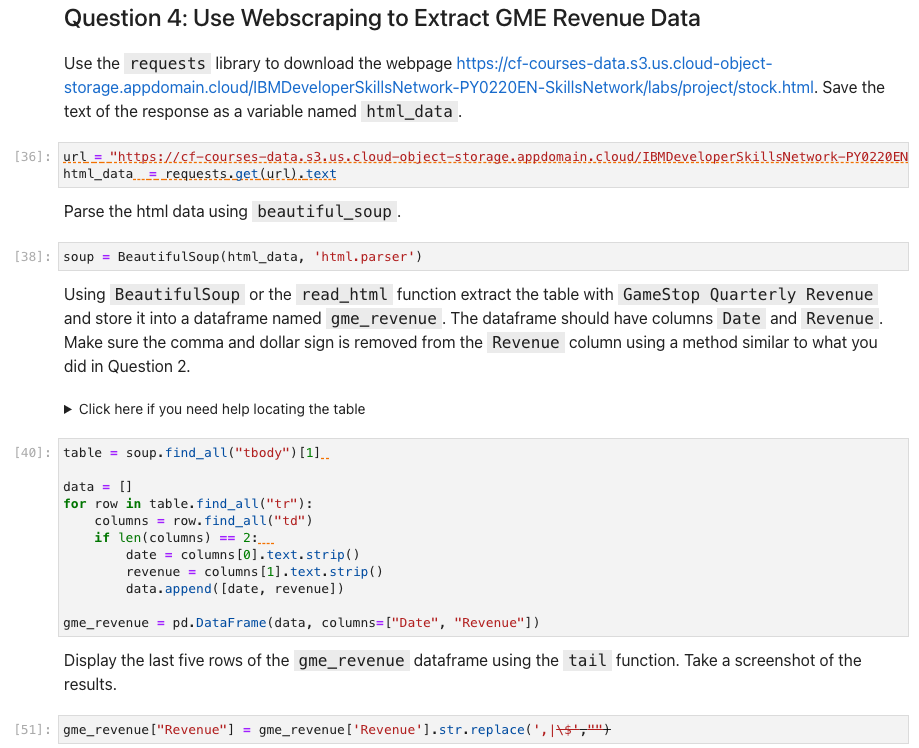 Question 4: Use Webscraping to Extract GME Revenue Data
Use the requests library to download the webpage https://cf-courses-data.s3.us.cloud-object-
storage.appdomain.cloud/IBMDeveloperSkillsNetwork-PY0220EN-SkillsNetwork/labs/project/stock.html. Save the
text of the response as a variable named html_data.
[36]: url = "https://cf-courses-data.s3.us.cloud-object-storage.appdomain.cloud/IBMDeveloperSkillsNetwork-PY0220EN
html_data  = requests.get(url).text
Parse the html data using beautiful_soup.
[38]: soup = BeautifulSoup(html_data, 'html.parser')
Using BeautifulSoup or the read_html function extract the table with GameStop Quarterly Revenue
and store it into a dataframe named gme_revenue. The dataframe should have columns Date and Revenue.
Make sure the comma and dollar sign is removed from the Revenue column using a method similar to what you
did in Question 2.
▶ Click here if you need help locating the table
[40]: table = soup.find_all("tbody")[1]
data = []
for row in table.find_all("tr"):
    columns = row.find_all("td")
    if len(columns) == 2:
        date = columns[0].text.strip()
        revenue = columns[1].text.strip()
        data.append([date, revenue])
gme_revenue = pd.DataFrame(data, columns=["Date", "Revenue"])
Display the last five rows of the gme_revenue dataframe using the tail function. Take a screenshot of the
results.
[51]: gme_revenue["Revenue"] = gme_revenue['Revenue'].str.replace(',|\$',"")